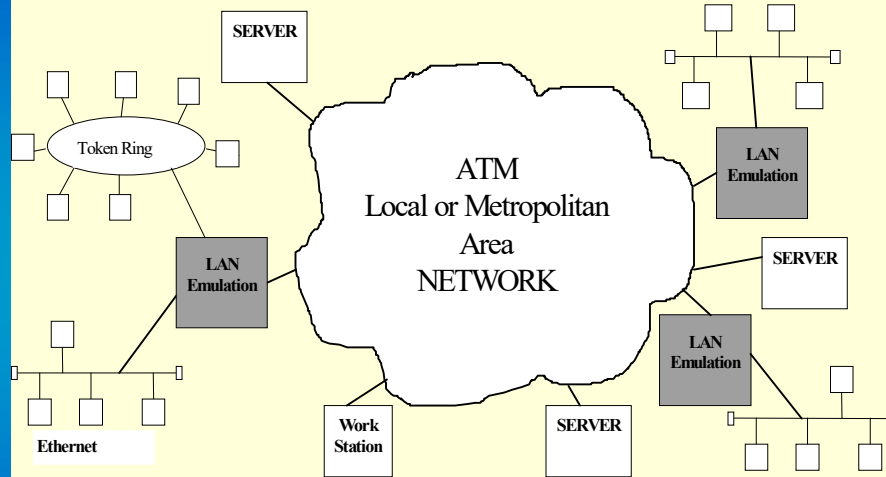 SERVER
Token Ring
ATM
Local or Metropolitan
Area
NETWORK
LAN
Emulation
LAN
Emulation
SERVER
LAN
Emulation
Ethernet
Work
Station
SERVER